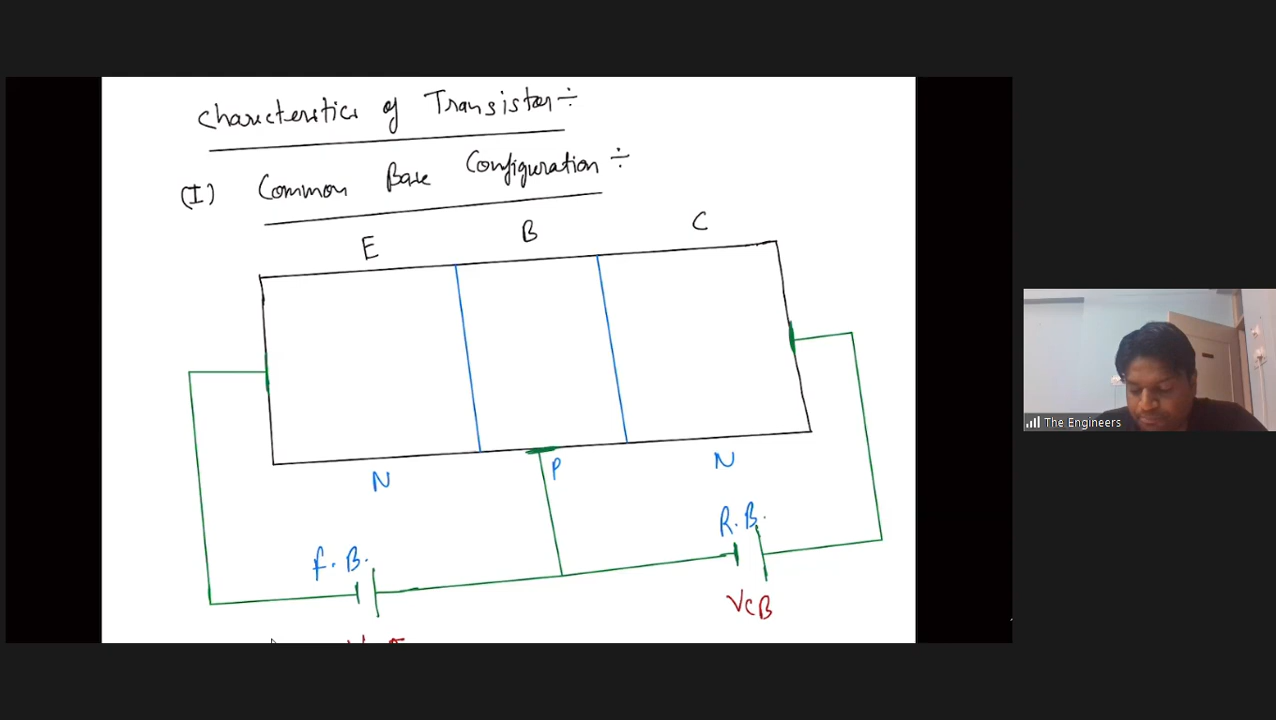 Characteristics of Transistor ÷
(I) Common Base Configuration ÷
E B C
N P N
F.B. R.B.
VCB
The Engineers